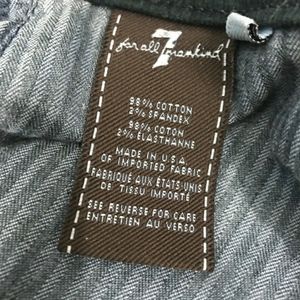 7
for all mankind
98% COTTON
2% SPANDEX
98% COTON
2% ELASTHANNE
MADE IN U.S.A
OF IMPORTED FABRIC
FABRIQUÉ AUX ÉTATS-UNIS
DE TISSU IMPORTÉ
SEE REVERSE FOR CARE
ENTRETIEN AU VERSO